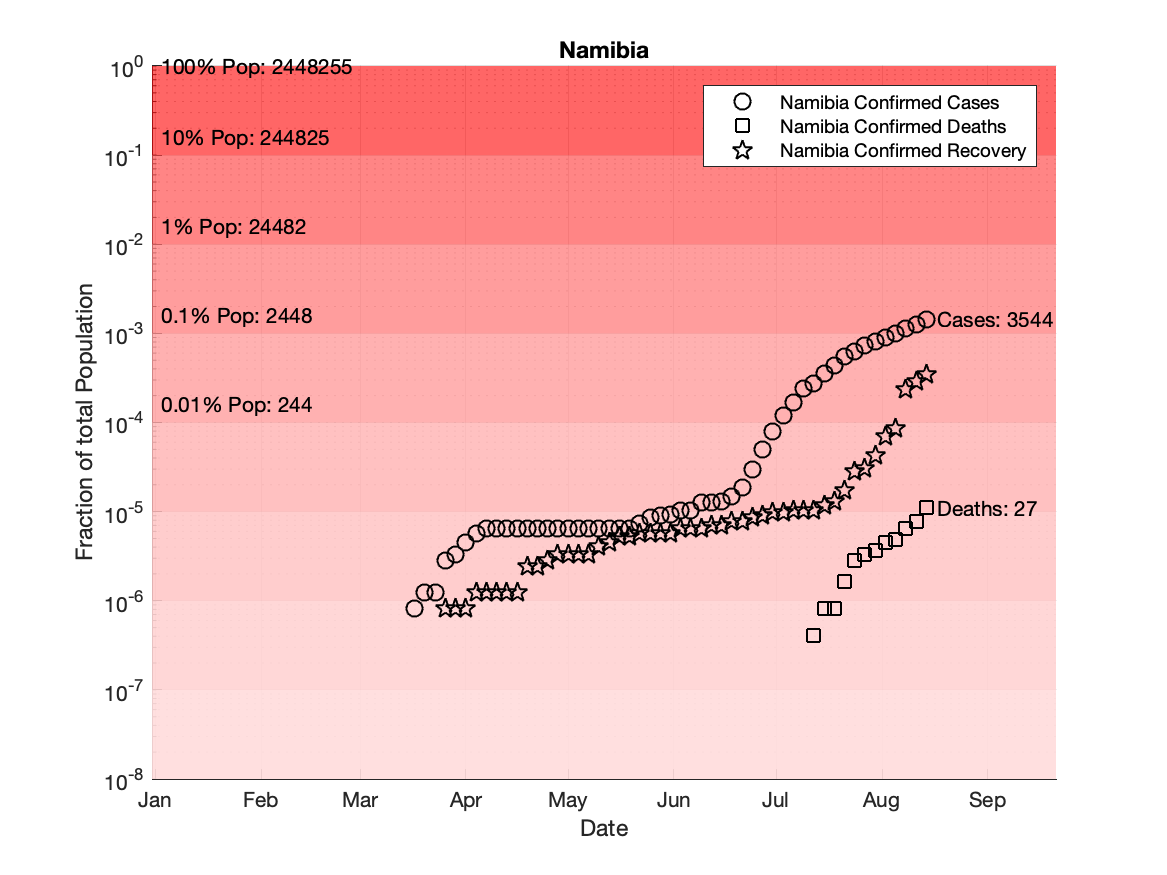 Namibia
10^0
100% Pop: 2448255
Namibia Confirmed Cases
Namibia Confirmed Deaths
Namibia Confirmed Recovery
10% Pop: 244825
10^-1
1% Pop: 24482
10^-2
0.1% Pop: 2448
10^-3
Cases: 3544
0.01% Pop: 244
10^-4
10^-5
Deaths: 27
10^-6
10^-7
10^-8
Fraction of total Population
Jan Feb Mar Apr May Jun Jul Aug Sep
Date